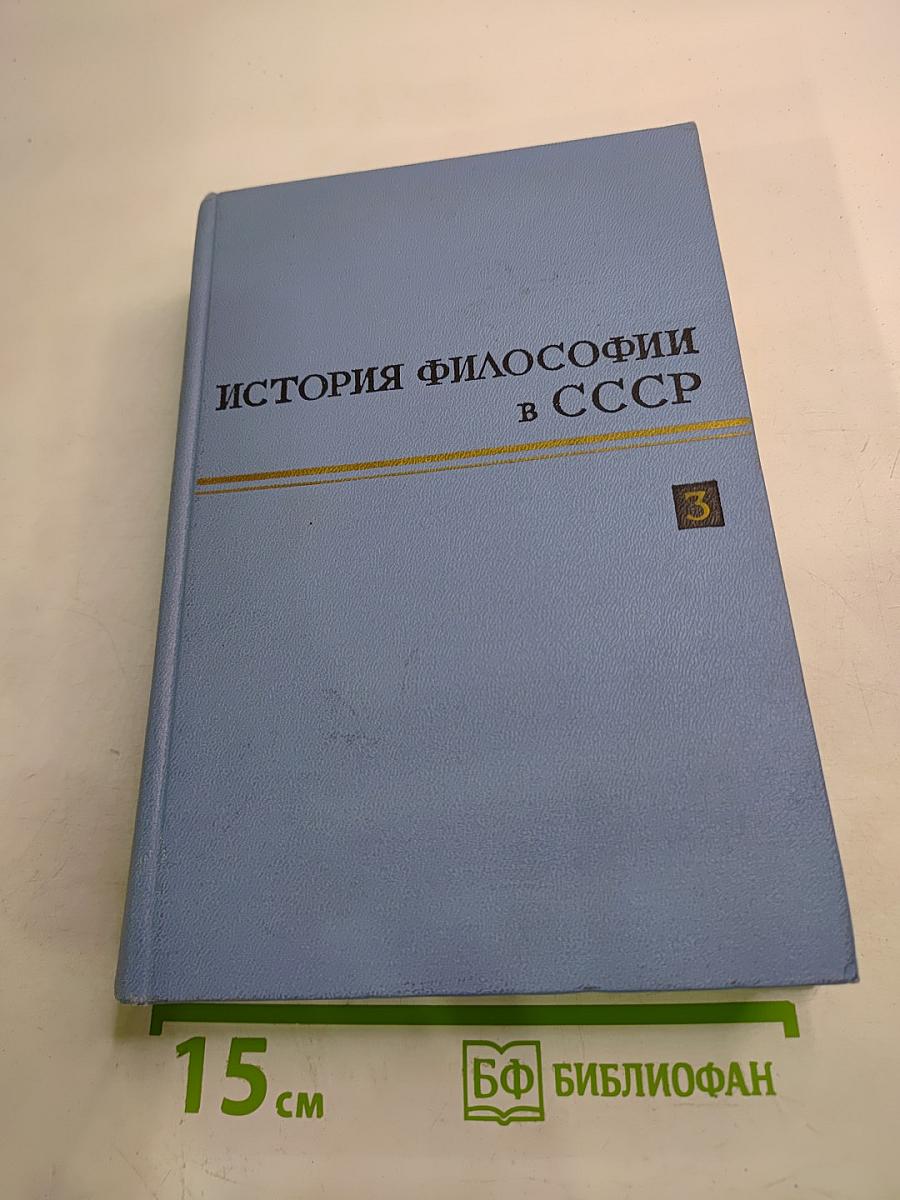 ИСТОРИЯ ФИЛОСОФИИ
в СССР
3
15 см
БФ БИБЛИОФАН